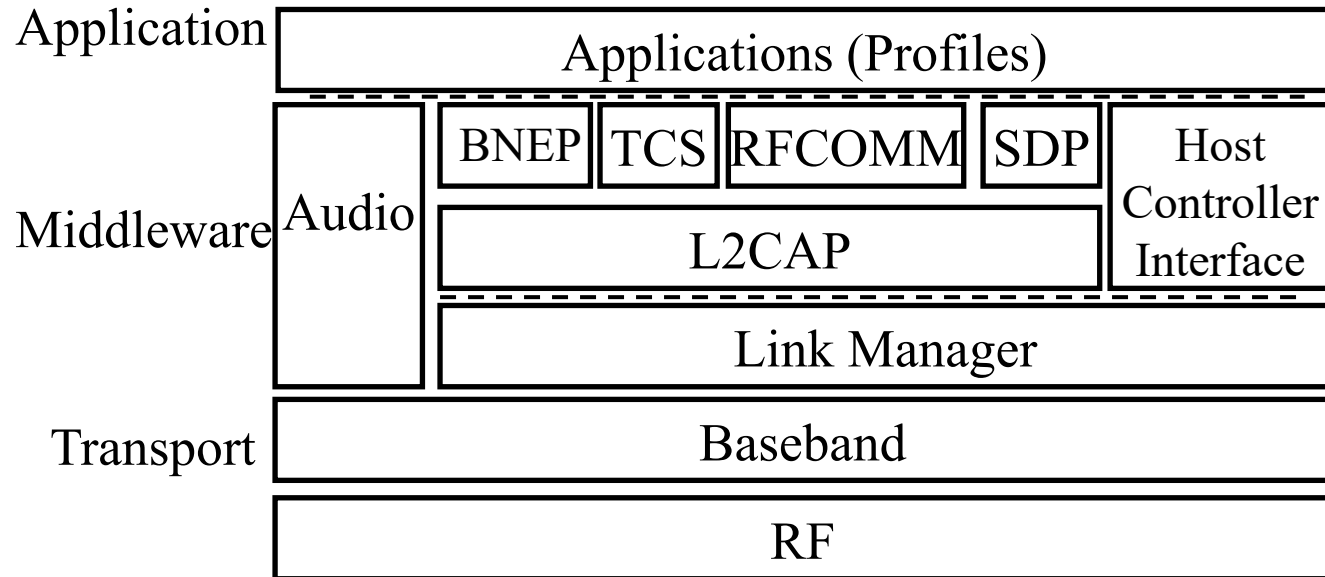 Application
Applications (Profiles)
BNEP
TCS
RFCOMM
SDP
Host
Controller
Interface
Middleware
Audio
L2CAP
Link Manager
Transport
Baseband
RF